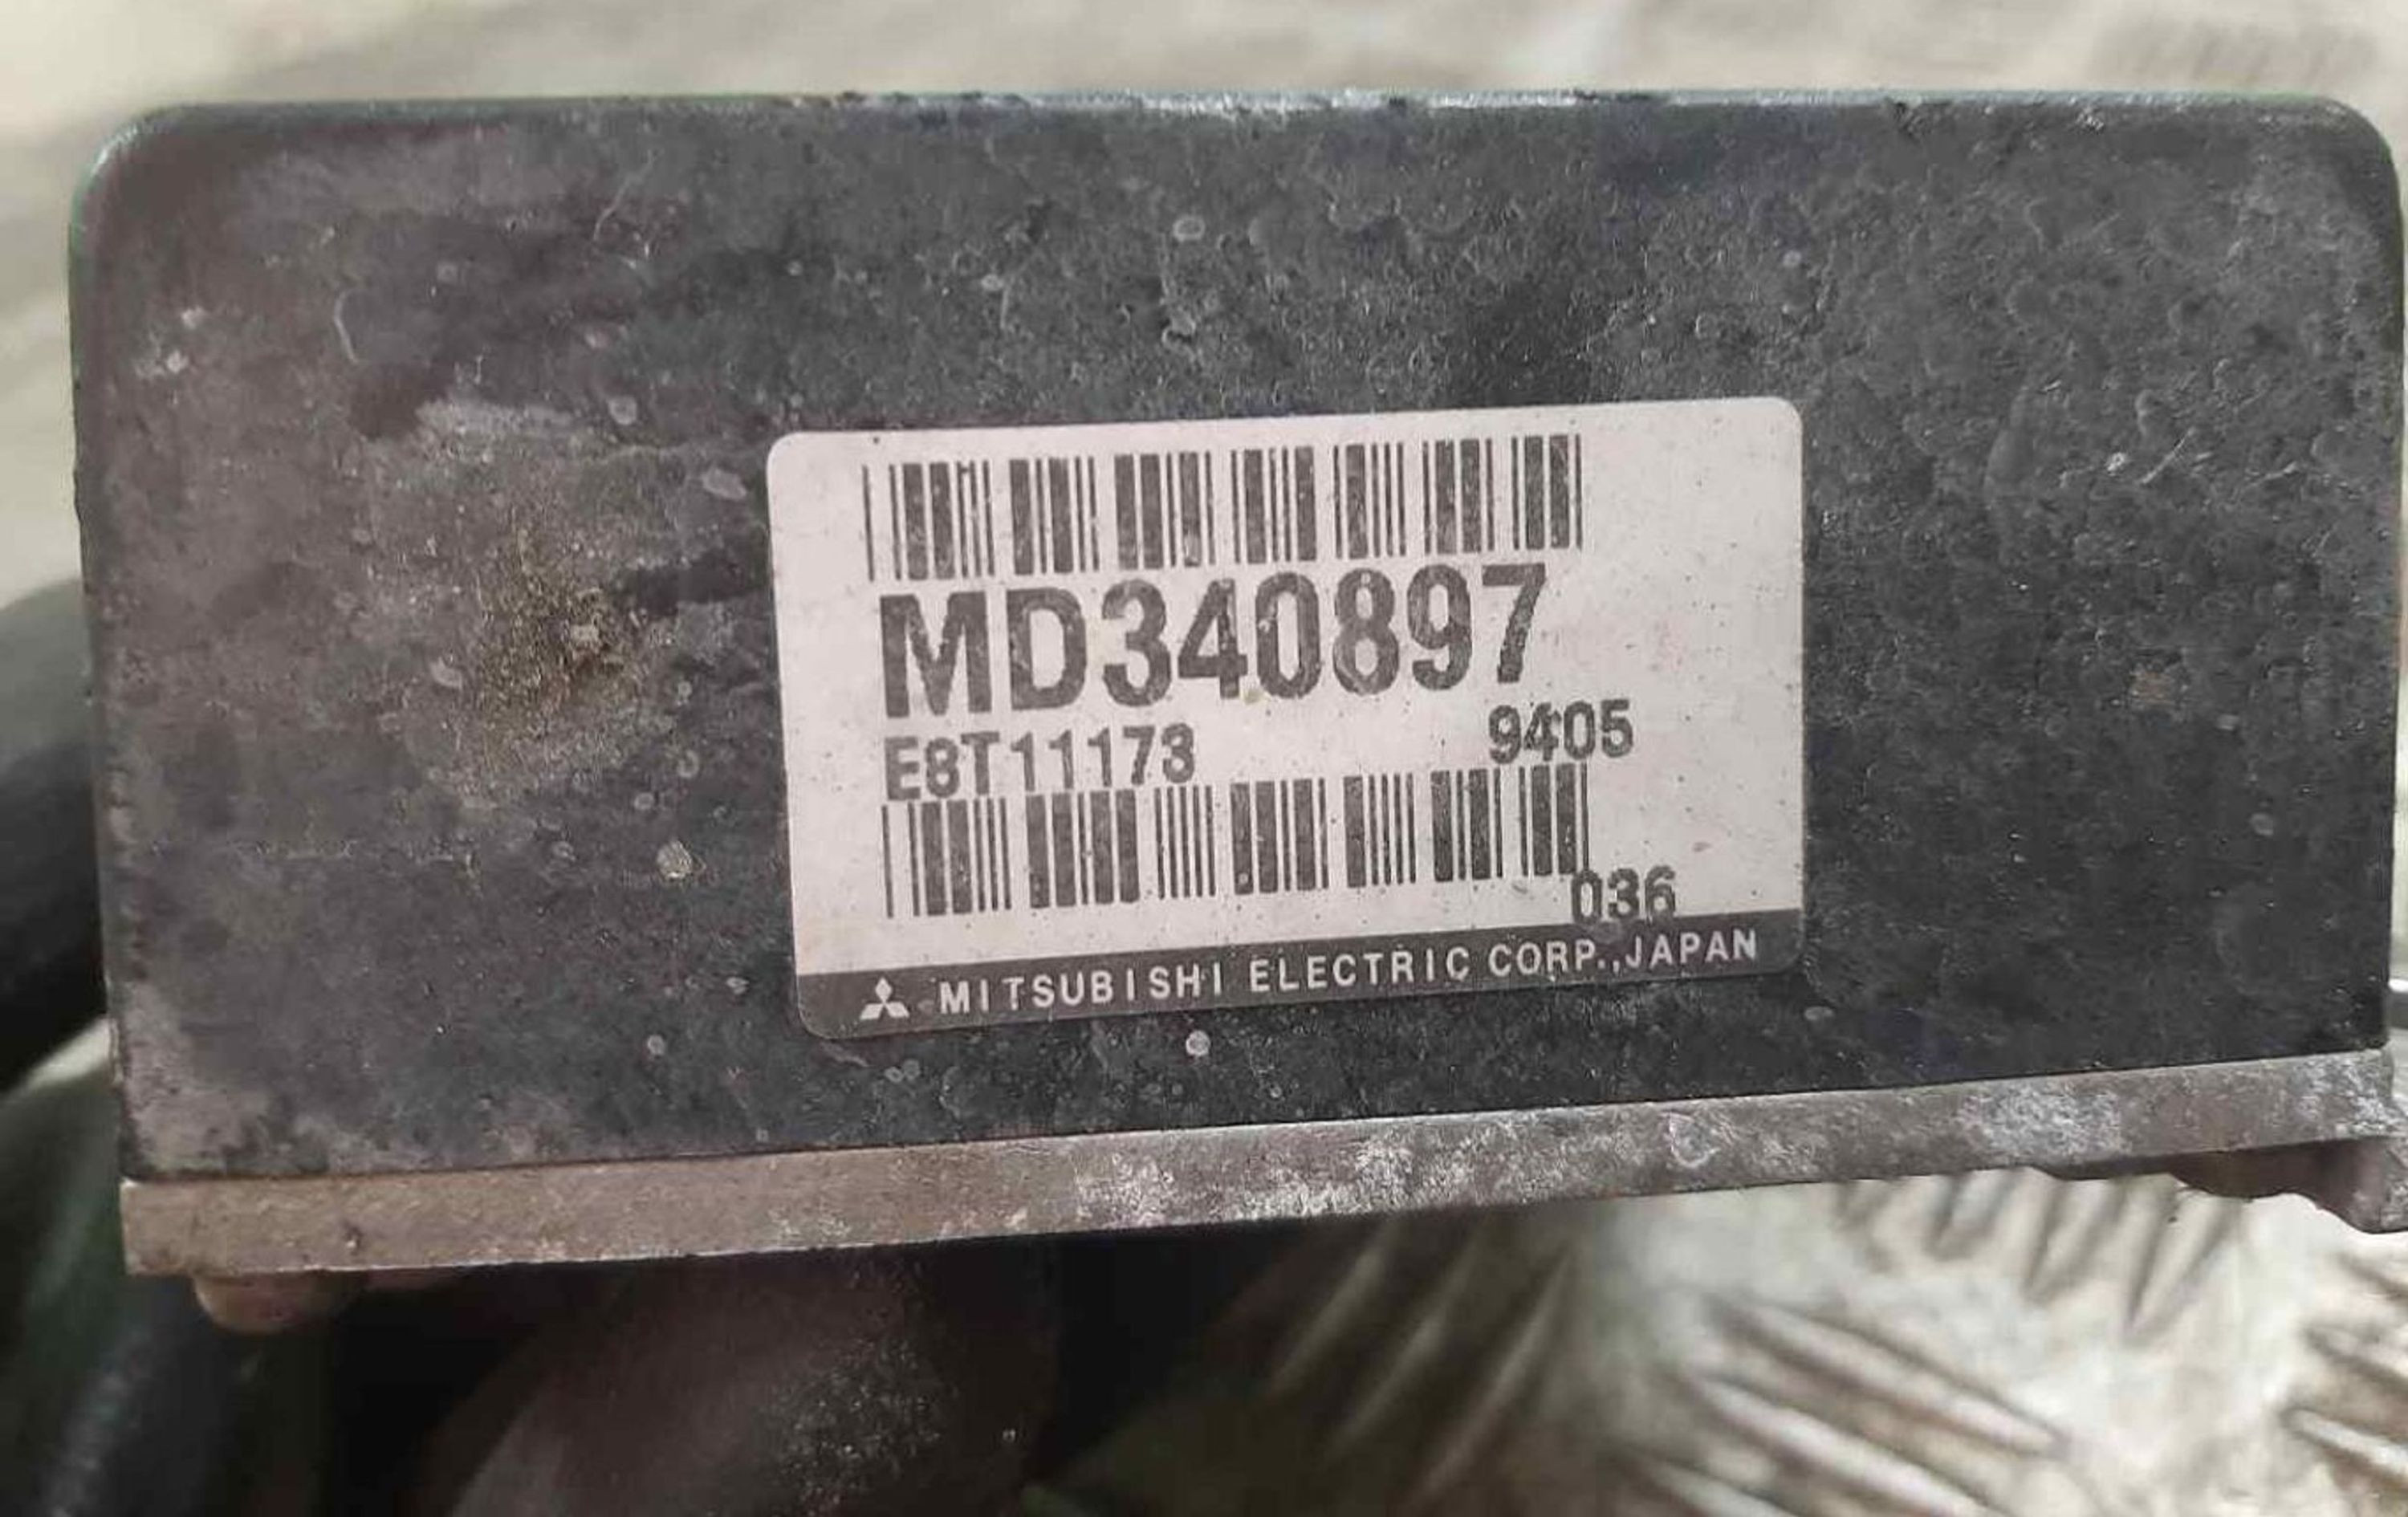 MD340897
E8T11173 9405
036
MITSUBISHI ELECTRIC CORP.,JAPAN